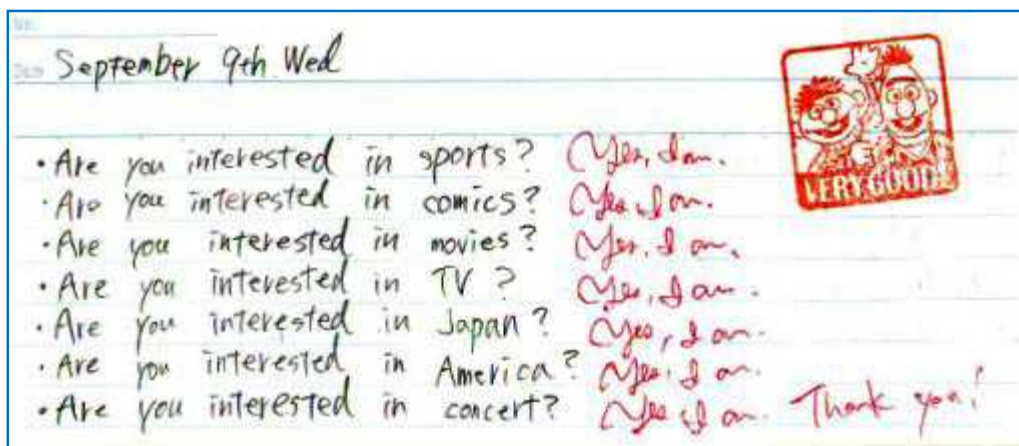 No.
Date September 9th Wed
VERY GOOD!
• Are you interested in sports? Yes, I am.
• Are you interested in comics? Yes, I am.
• Are you interested in movies? Yes, I am.
• Are you interested in TV? Yes, I am.
• Are you interested in Japan? Yes, I am.
• Are you interested in America? Yes, I am.
• Are you interested in concert? Yes I am. Thank you!